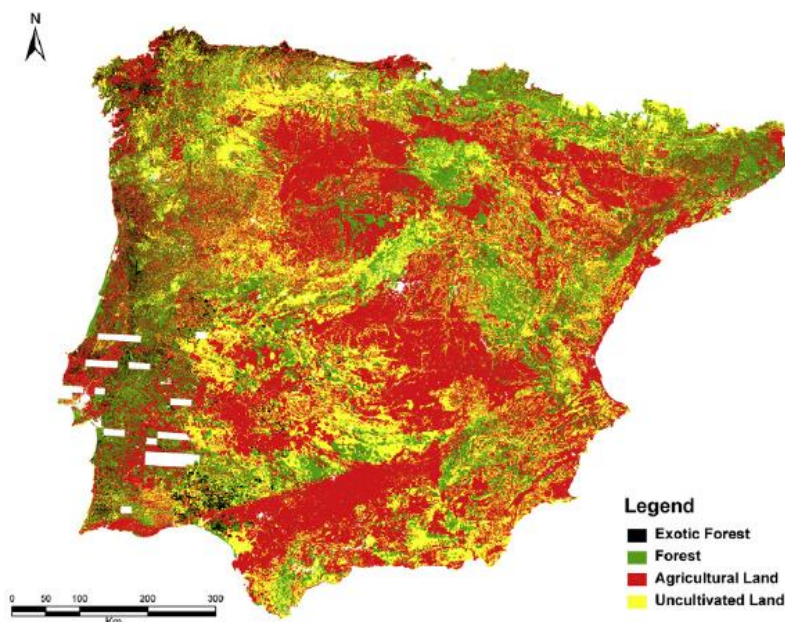 N
Legend
Exotic Forest
Forest
Agricultural Land
Uncultivated Land
0 50 100 200 300
Km